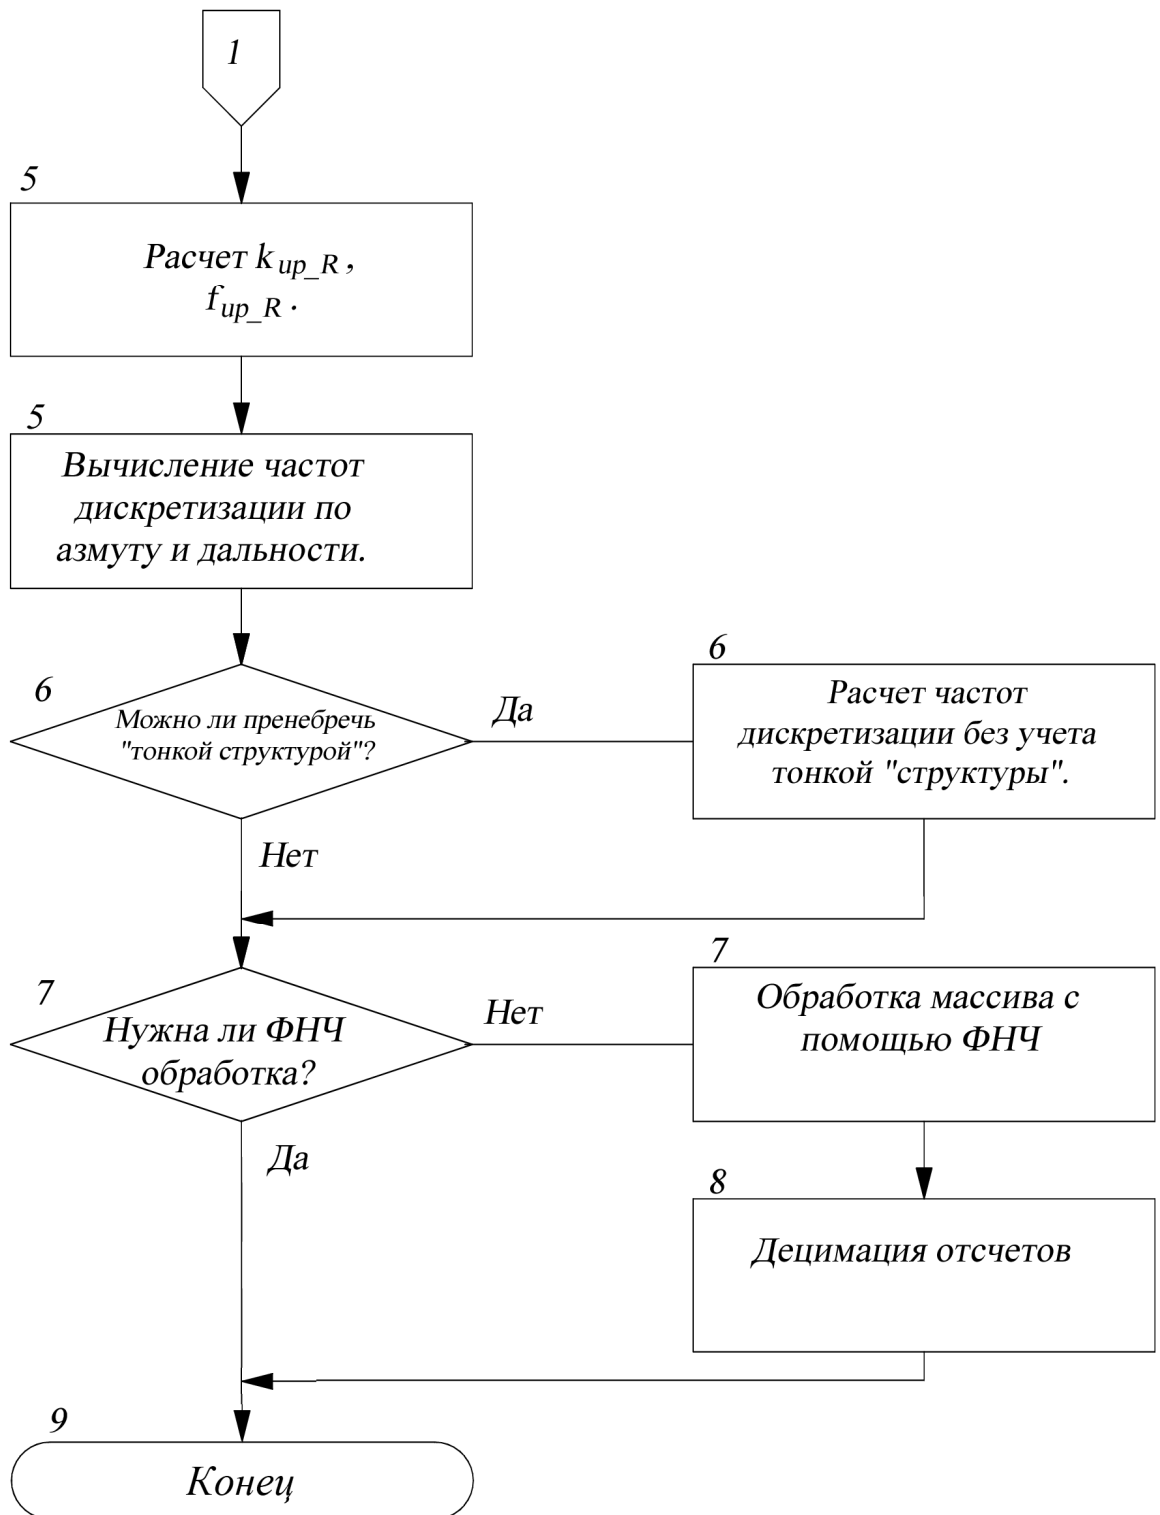 1
5
Расчет k up_R ,
f up_R .
5
Вычисление частот
дискретизации по
азмуту и дальности.
6
Можно ли пренебречь
"тонкой структурой"?
Да
6
Расчет частот
дискретизации без учета
тонкой "структуры".
Нет
7
Нужна ли ФНЧ
обработка?
Нет
7
Обработка массива с
помощью ФНЧ
Да
8
Децимация отсчетов
9
Конец